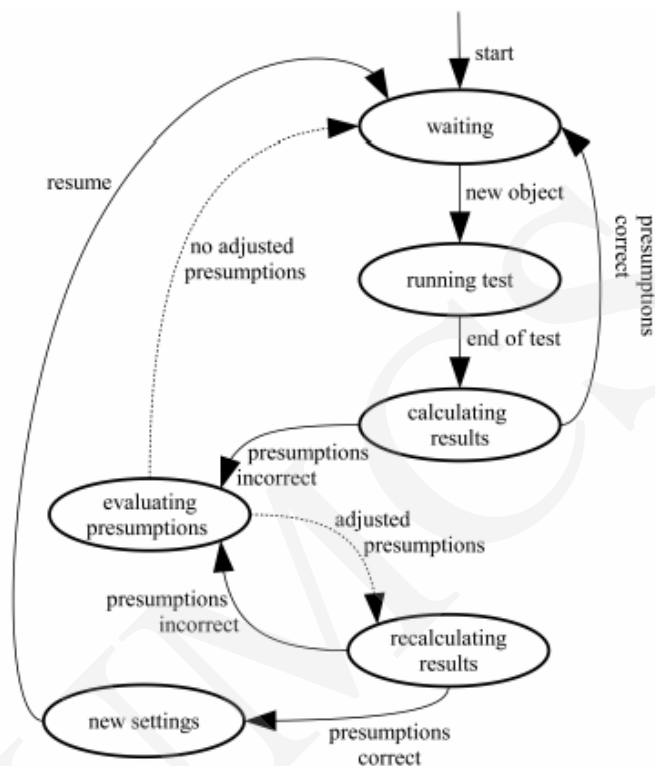 start
waiting
resume
new object
no adjusted
presumptions
presumptions
correct
running test
end of test
calculating
results
presumptions
incorrect
evaluating
presumptions
adjusted
presumptions
presumptions
incorrect
recalculating
results
new settings
presumptions
correct
UMCS